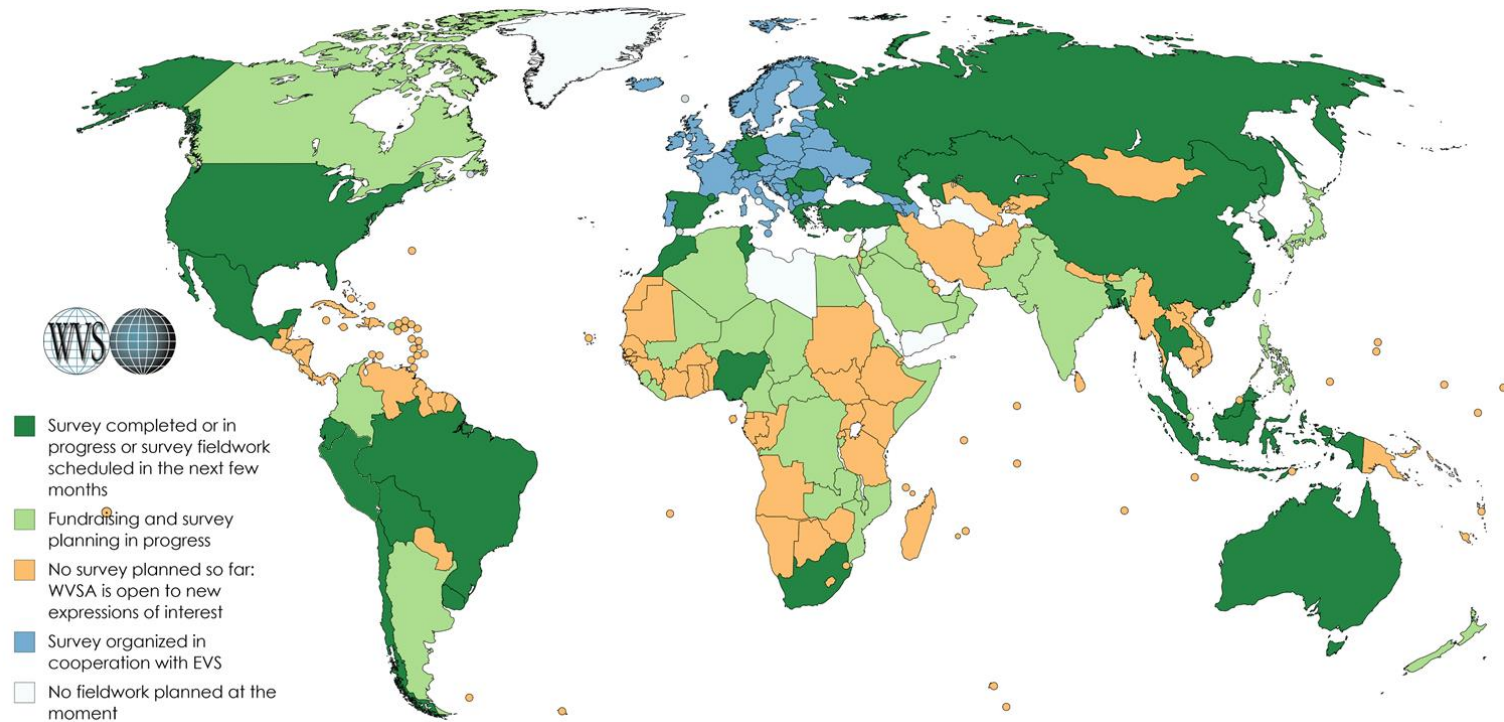 WVS
Survey completed or in
progress or survey fieldwork
scheduled in the next few
months
Fundraising and survey
planning in progress
No survey planned so far:
WVSA is open to new
expressions of interest
Survey organized in
cooperation with EVS
No fieldwork planned at the
moment